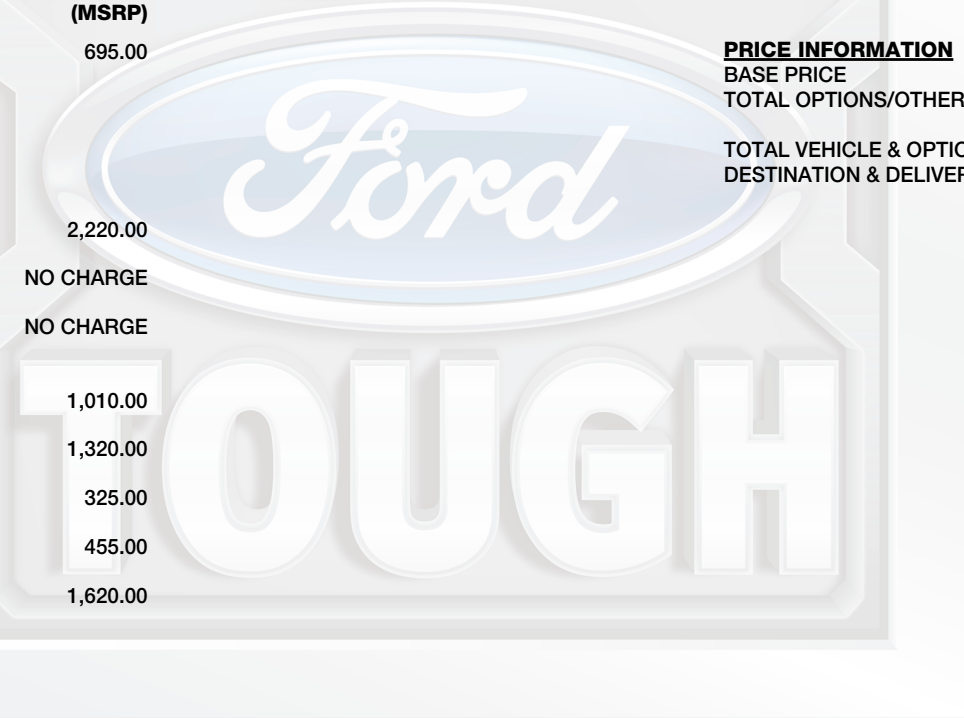 (MSRP)
695.00
2,220.00
NO CHARGE
NO CHARGE
1,010.00
1,320.00
325.00
455.00
1,620.00
PRICE INFORMATION
BASE PRICE
TOTAL OPTIONS/OTHER
TOTAL VEHICLE & OPTIO
DESTINATION & DELIVER
Ford
TOUGH